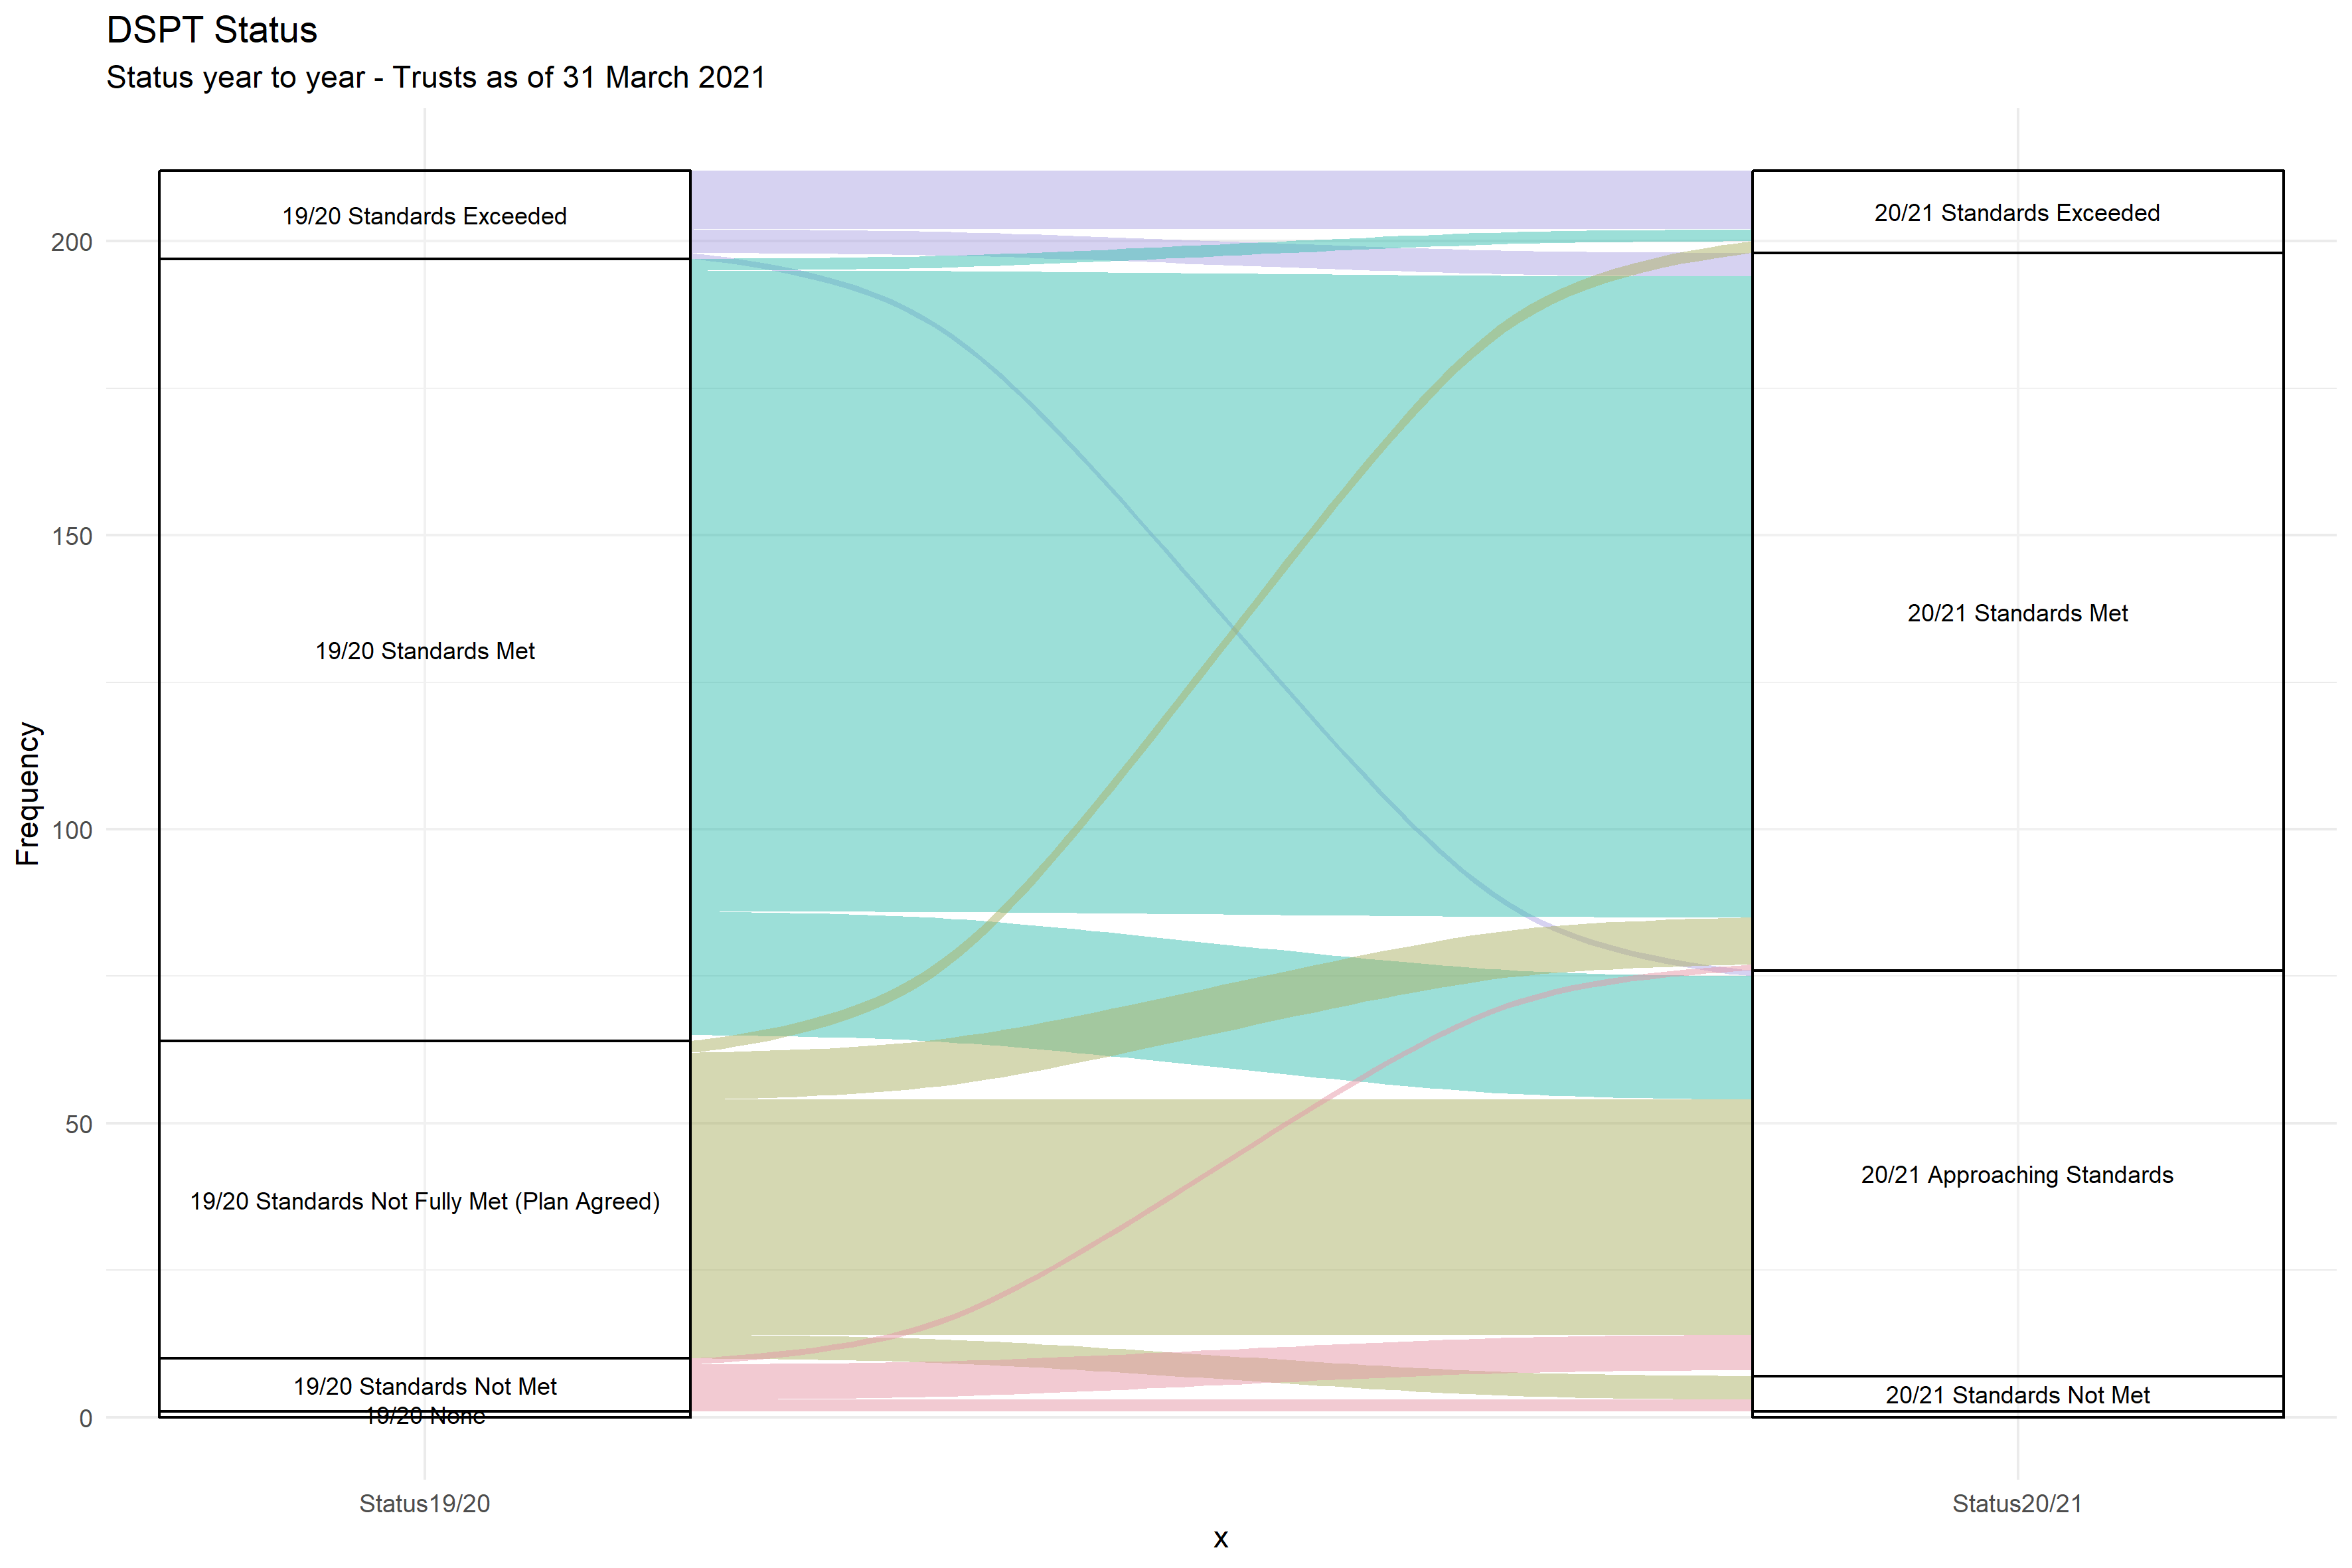 DSPT Status
Status year to year - Trusts as of 31 March 2021
Frequency
200
150
100
50
0
19/20 Standards Exceeded
19/20 Standards Met
19/20 Standards Not Fully Met (Plan Agreed)
19/20 Standards Not Met
19/20 None
20/21 Standards Exceeded
20/21 Standards Met
20/21 Approaching Standards
20/21 Standards Not Met
Status19/20
Status20/21
x